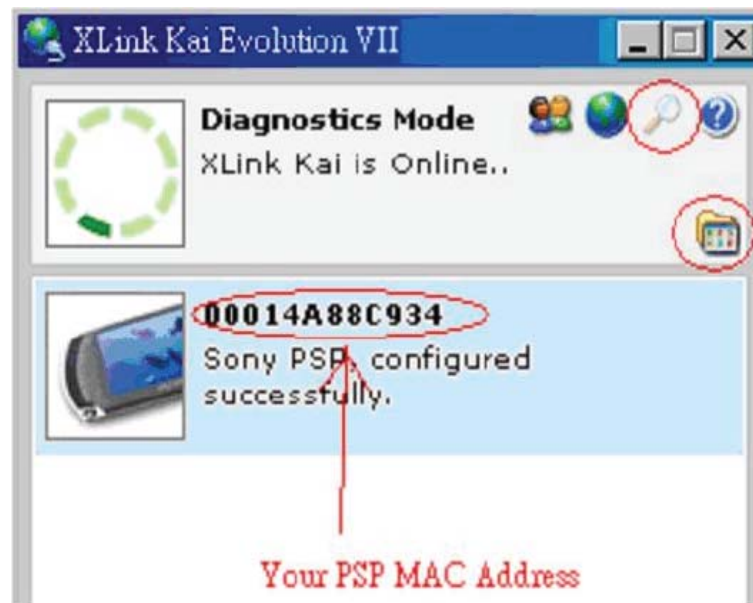 XLink Kai Evolution VII
Diagnostics Mode
XLink Kai is Online..
00014A88C934
Sony PSP, configured
successfully.
Your PSP MAC Address